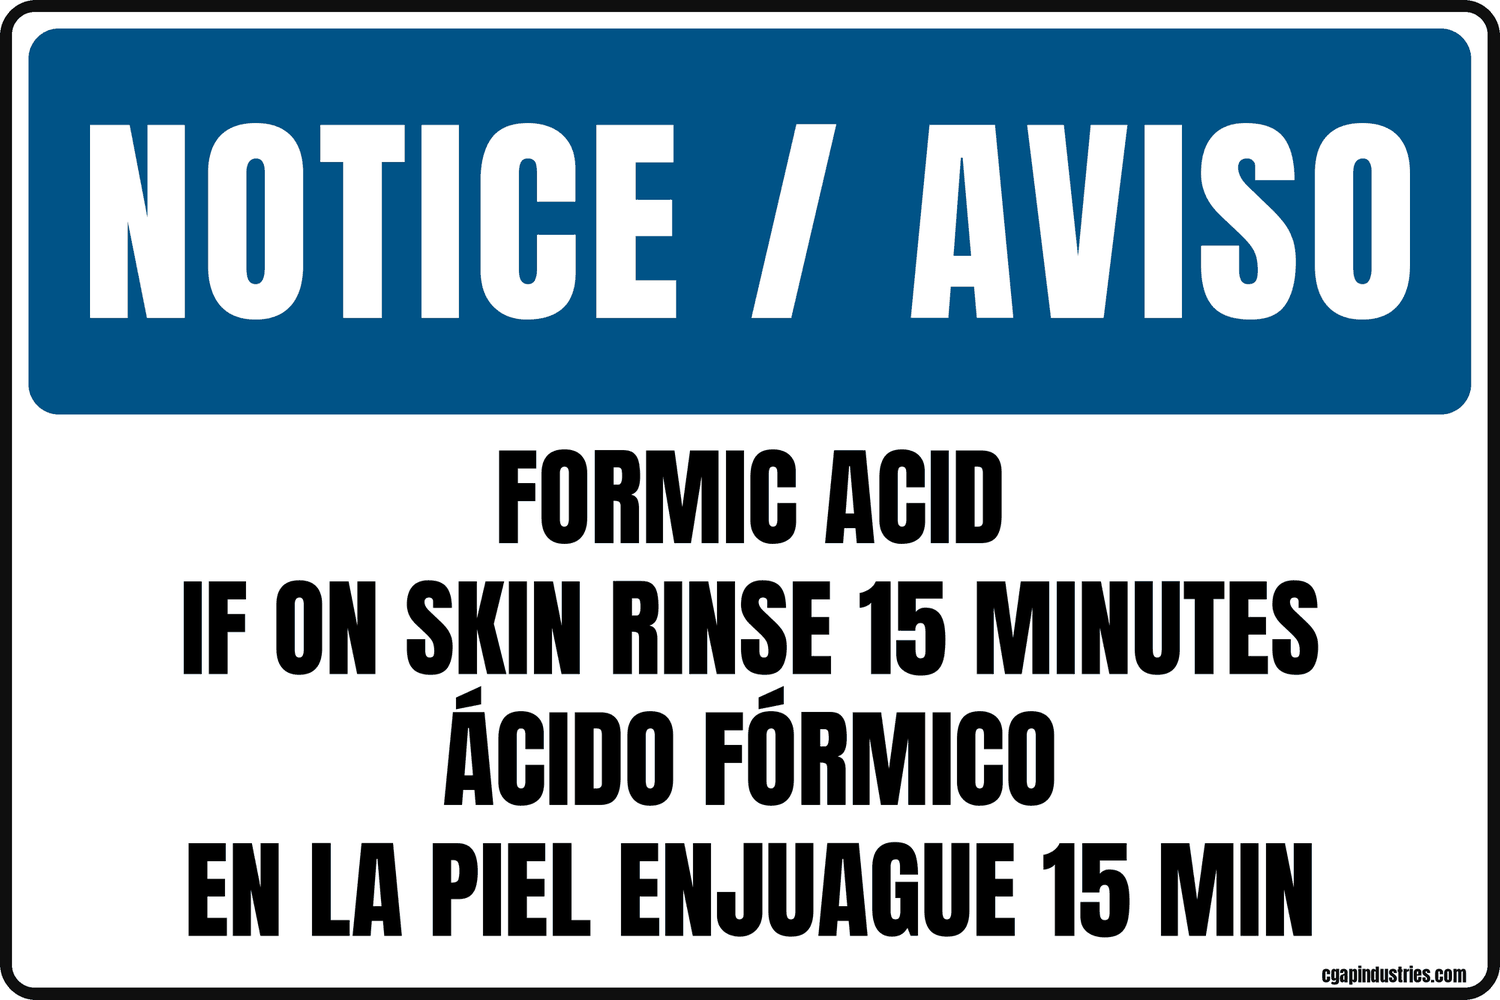 NOTICE / AVISO
FORMIC ACID
IF ON SKIN RINSE 15 MINUTES
ÁCIDO FÓRMICO
EN LA PIEL ENJUAGUE 15 MIN
cgapindustries.com